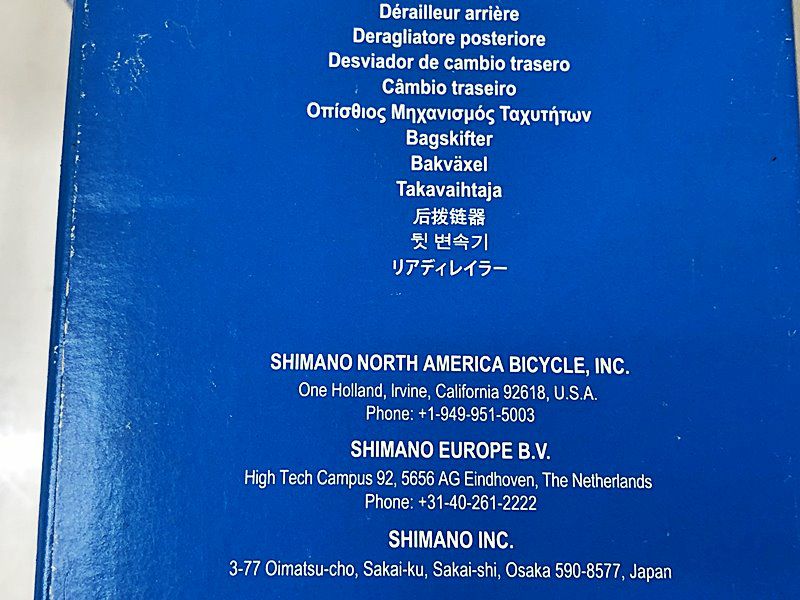 Dérailleur arrière
Deragliatore posteriore
Desviador de cambio trasero
Câmbio traseiro
Οπίσθιος Μηχανισμός Ταχυτήτων
Bagskifter
Bakväxel
Takavaihtaja
后拨链器
뒷 변속기
リアディレイラー
SHIMANO NORTH AMERICA BICYCLE, INC.
One Holland, Irvine, California 92618, U.S.A.
Phone: +1-949-951-5003
SHIMANO EUROPE B.V.
High Tech Campus 92, 5656 AG Eindhoven, The Netherlands
Phone: +31-40-261-2222
SHIMANO INC.
3-77 Oimatsu-cho, Sakai-ku, Sakai-shi, Osaka 590-8577, Japan